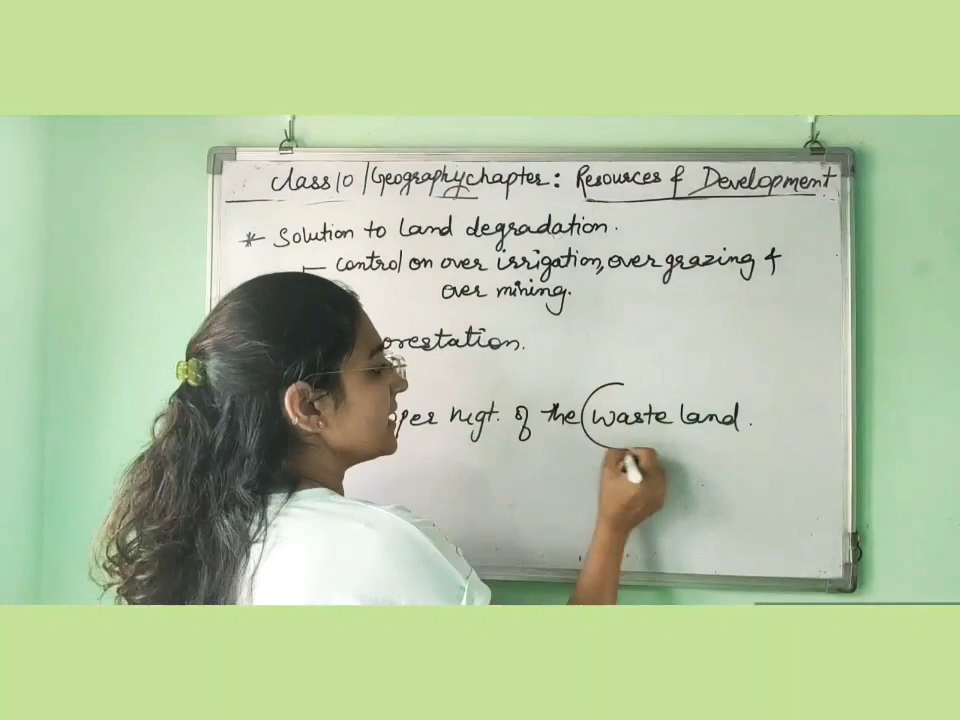 Class 10 / Geography chapter: Resources & Development
* Solution to land degradation.
- Control on over irrigation, over grazing &
over mining.
orestation.
per mgt. of the waste land.